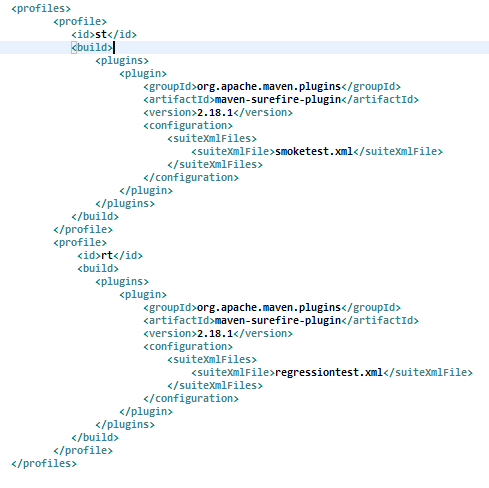 <profiles>
<profile>
<id>st</id>
<build>
<plugins>
<plugin>
<groupId>org.apache.maven.plugins</groupId>
<artifactId>maven-surefire-plugin</artifactId>
<version>2.18.1</version>
<configuration>
<suiteXmlFiles>
<suiteXmlFile>smoketest.xml</suiteXmlFile>
</suiteXmlFiles>
</configuration>
</plugin>
</plugins>
</build>
</profile>
<profile>
<id>rt</id>
<build>
<plugins>
<plugin>
<groupId>org.apache.maven.plugins</groupId>
<artifactId>maven-surefire-plugin</artifactId>
<version>2.18.1</version>
<configuration>
<suiteXmlFiles>
<suiteXmlFile>regressiontest.xml</suiteXmlFile>
</suiteXmlFiles>
</configuration>
</plugin>
</plugins>
</build>
</profile>
</profiles>